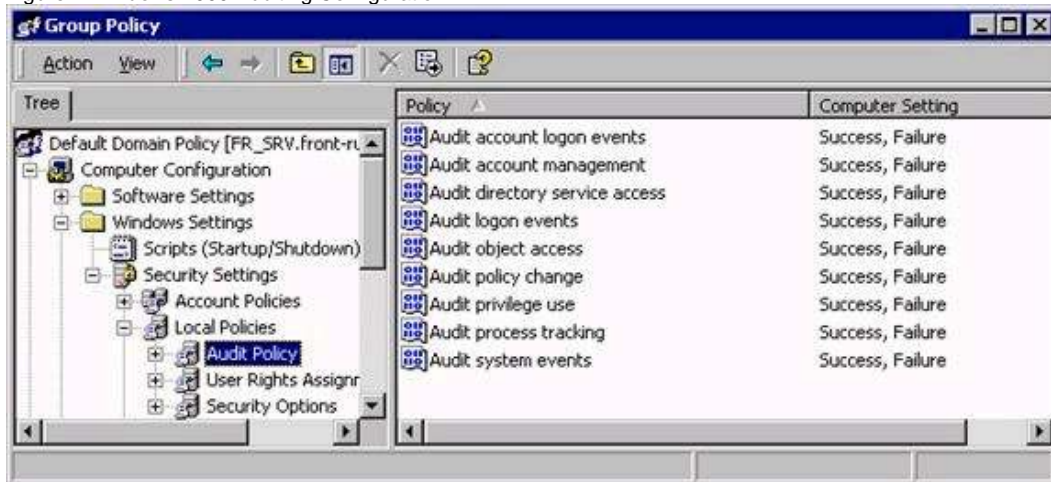 Group Policy
Action View
Tree
Default Domain Policy [FR_SRV.front-ru
Computer Configuration
Software Settings
Windows Settings
Scripts (Startup/Shutdown)
Security Settings
Account Policies
Local Policies
Audit Policy
User Rights Assignr
Security Options
Policy Computer Setting
Audit account logon events Success, Failure
Audit account management Success, Failure
Audit directory service access Success, Failure
Audit logon events Success, Failure
Audit object access Success, Failure
Audit policy change Success, Failure
Audit privilege use Success, Failure
Audit process tracking Success, Failure
Audit system events Success, Failure